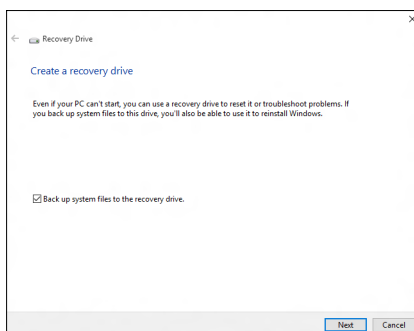 Recovery Drive
Create a recovery drive
Even if your PC can't start, you can use a recovery drive to reset it or troubleshoot problems. If
you back up system files to this drive, you'll also be able to use it to reinstall Windows.
Back up system files to the recovery drive.
Next Cancel